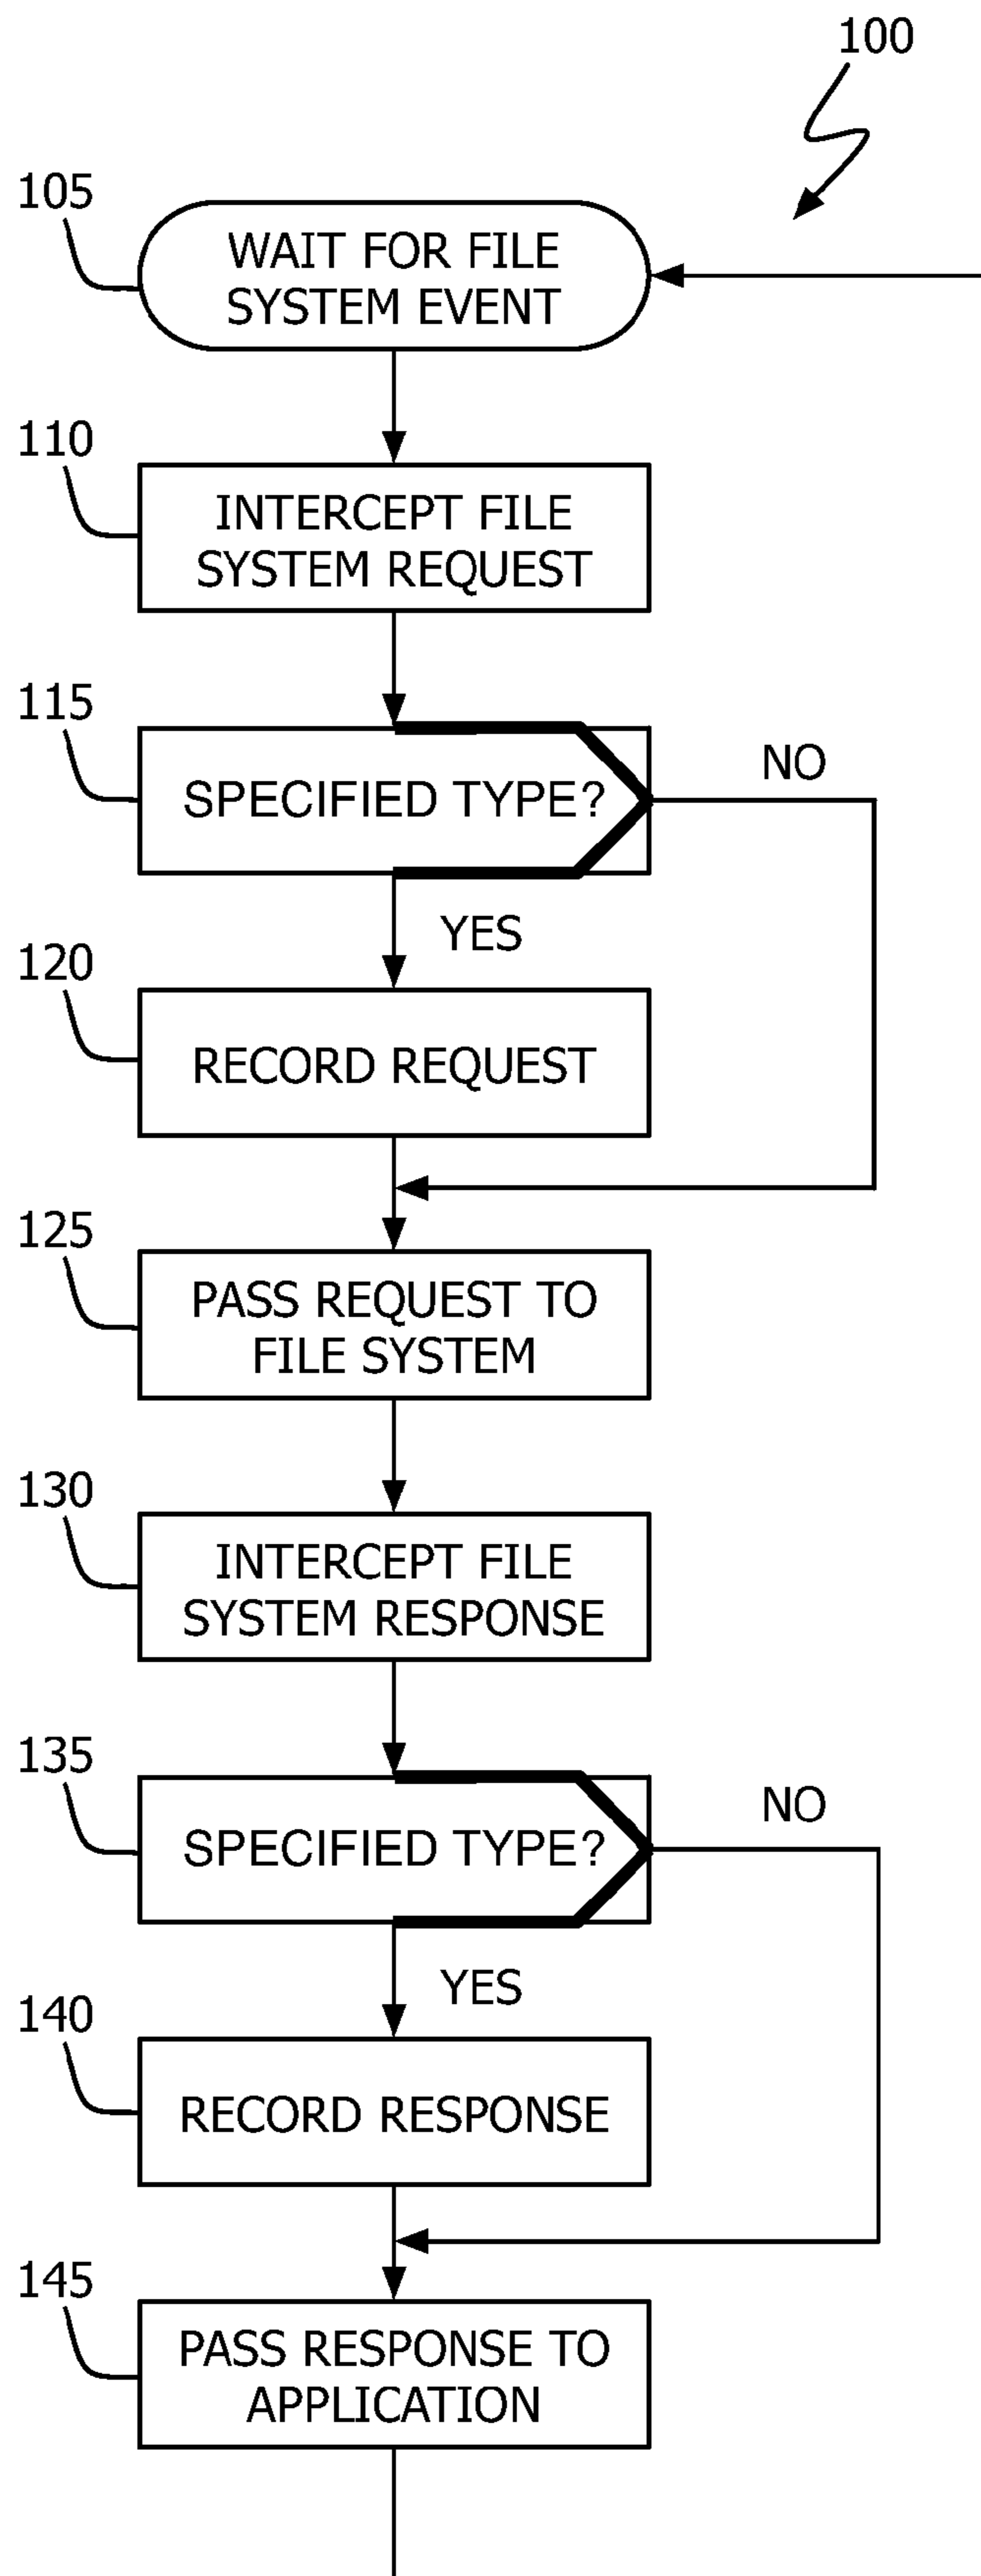 100
105
WAIT FOR FILE
SYSTEM EVENT
110
INTERCEPT FILE
SYSTEM REQUEST
115
SPECIFIED TYPE?
NO
YES
120
RECORD REQUEST
125
PASS REQUEST TO
FILE SYSTEM
130
INTERCEPT FILE
SYSTEM RESPONSE
135
SPECIFIED TYPE?
NO
YES
140
RECORD RESPONSE
145
PASS RESPONSE TO
APPLICATION